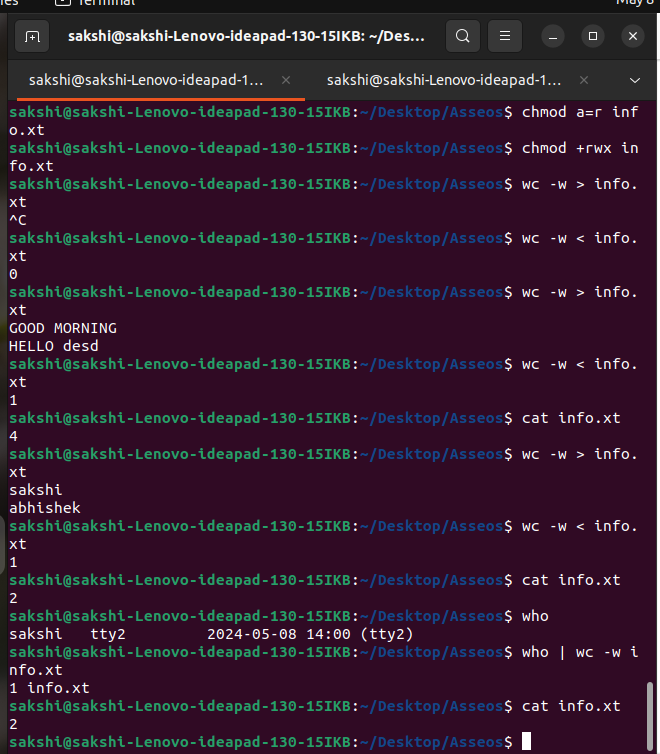 Terminal
May 8
sakshi@sakshi-Lenovo-ideapad-130-15IKB: ~/Des...
sakshi@sakshi-Lenovo-ideapad-1...
sakshi@sakshi-Lenovo-ideapad-1...
sakshi@sakshi-Lenovo-ideapad-130-15IKB:~/Desktop/Asseos$ chmod a=r inf
o.xt
sakshi@sakshi-Lenovo-ideapad-130-15IKB:~/Desktop/Asseos$ chmod +rwx in
fo.xt
sakshi@sakshi-Lenovo-ideapad-130-15IKB:~/Desktop/Asseos$ wc -w > info.
xt
^C
sakshi@sakshi-Lenovo-ideapad-130-15IKB:~/Desktop/Asseos$ wc -w < info.
xt
0
sakshi@sakshi-Lenovo-ideapad-130-15IKB:~/Desktop/Asseos$ wc -w > info.
xt
GOOD MORNING
HELLO desd
sakshi@sakshi-Lenovo-ideapad-130-15IKB:~/Desktop/Asseos$ wc -w < info.
xt
1
sakshi@sakshi-Lenovo-ideapad-130-15IKB:~/Desktop/Asseos$ cat info.xt
4
sakshi@sakshi-Lenovo-ideapad-130-15IKB:~/Desktop/Asseos$ wc -w > info.
xt
sakshi
abhishek
sakshi@sakshi-Lenovo-ideapad-130-15IKB:~/Desktop/Asseos$ wc -w < info.
xt
1
sakshi@sakshi-Lenovo-ideapad-130-15IKB:~/Desktop/Asseos$ cat info.xt
2
sakshi@sakshi-Lenovo-ideapad-130-15IKB:~/Desktop/Asseos$ who
sakshi   tty2         2024-05-08 14:00 (tty2)
sakshi@sakshi-Lenovo-ideapad-130-15IKB:~/Desktop/Asseos$ who | wc -w i
nfo.xt
1 info.xt
sakshi@sakshi-Lenovo-ideapad-130-15IKB:~/Desktop/Asseos$ cat info.xt
2
sakshi@sakshi-Lenovo-ideapad-130-15IKB:~/Desktop/Asseos$